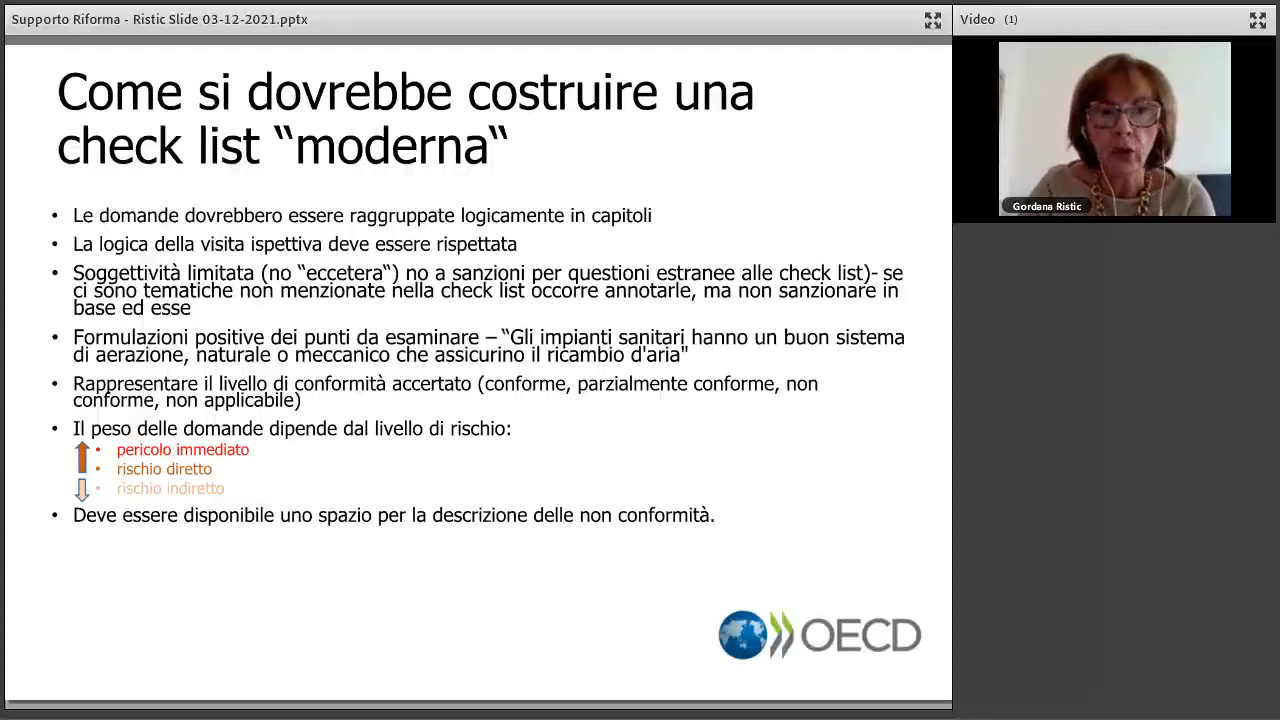 Supporto Riforma - Ristic Slide 03-12-2021.pptx
Video (1)
Come si dovrebbe costruire una
check list “moderna“
• Le domande dovrebbero essere raggruppate logicamente in capitoli
• La logica della visita ispettiva deve essere rispettata
• Soggettività limitata (no “eccetera“) no a sanzioni per questioni estranee alle check list)- se
ci sono tematiche non menzionate nella check list occorre annotarle, ma non sanzionare in
base ed esse
• Formulazioni positive dei punti da esaminare – “Gli impianti sanitari hanno un buon sistema
di aerazione, naturale o meccanico che assicurino il ricambio d'aria"
• Rappresentare il livello di conformità accertato (conforme, parzialmente conforme, non
conforme, non applicabile)
• Il peso delle domande dipende dal livello di rischio:
• pericolo immediato
• rischio diretto
• rischio indiretto
• Deve essere disponibile uno spazio per la descrizione delle non conformità.
OECD
Gordana Ristic